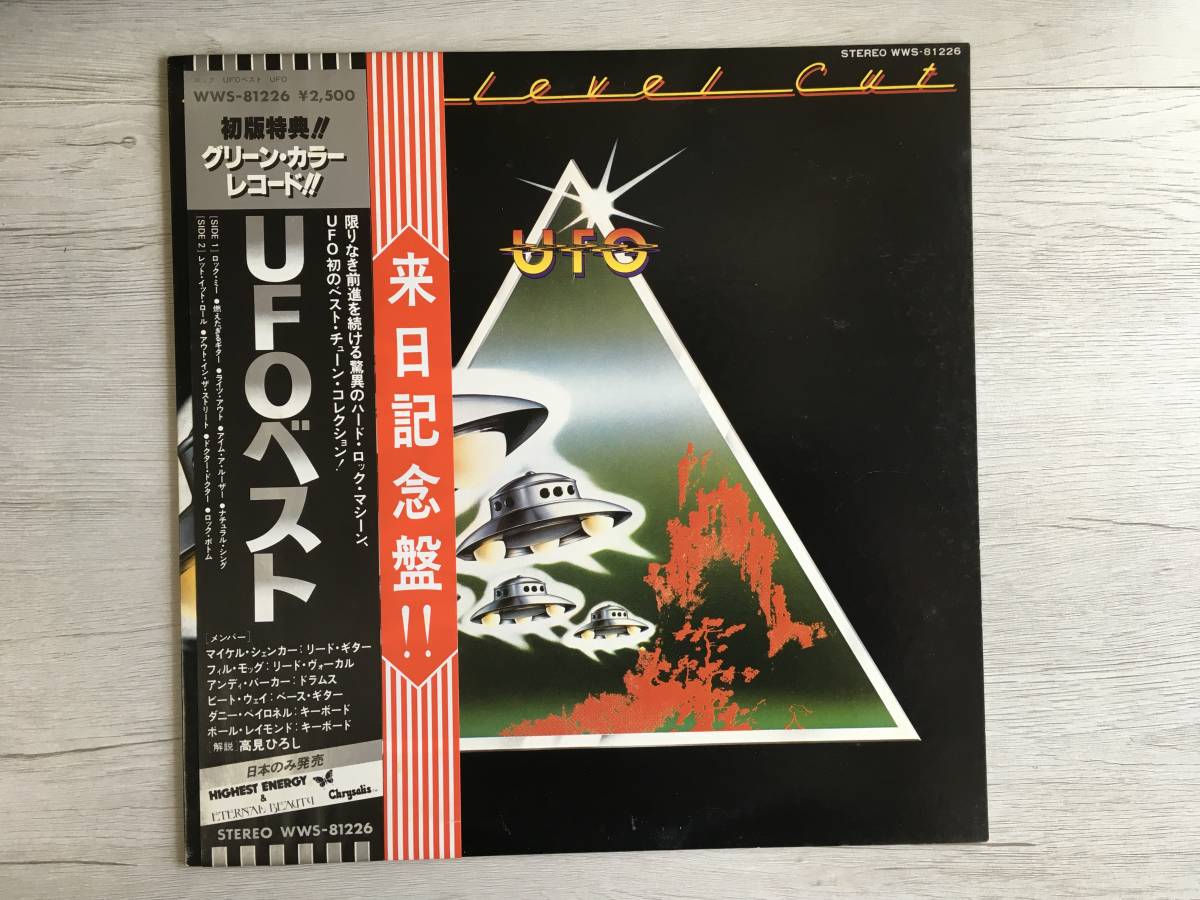 STEREO WWS-81226
Level Cut
ロック UFOベスト UFO
WWS-81226 ¥2,500
初版特典!!
グリーン・カラー
レコード!!
UFOベスト
限りなき前進を続ける驚異のハード・ロック・マシーン、
UFO初のベスト・チューン・コレクション!
[SIDE 1] ロック・ミー ●燃えたぎるギター ●ライツ・アウト ●アイム・ア・ルーザー ●ナチュラル・シング
[SIDE 2] レット・イット・ロール ●アウト・イン・ザ・ストリート ●ドクター・ドクター ●ロック・ボトム
来日記念盤!!
UFO
[メンバー]
マイケル・シェンカー:リード・ギター
フィル・モッグ:リード・ヴォーカル
アンディ・パーカー:ドラムス
ピート・ウェイ:ベース・ギター
ダニー・ペイロネル:キーボード
ポール・レイモンド:キーボード
[解説]高見ひろし
日本のみ発売
HIGHEST ENERGY
&
ETERNAL BEAUTY
Chrysalis
STEREO WWS-81226